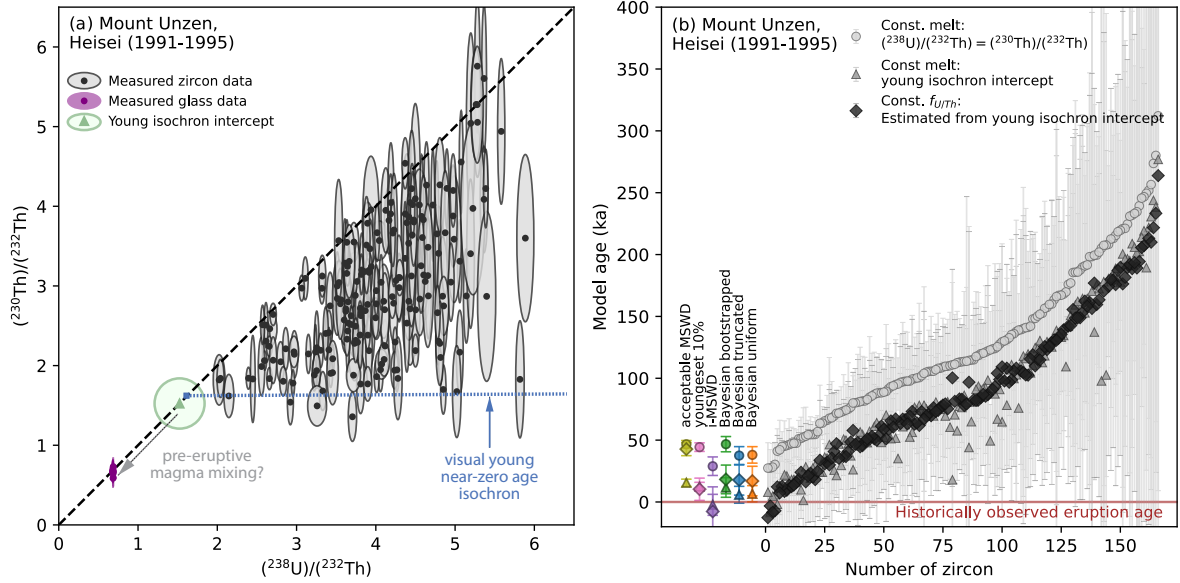 (a) Mount Unzen,
Heisei (1991-1995)
Measured zircon data
Measured glass data
Young isochron intercept
pre-eruptive
magma mixing?
visual young
near-zero age
isochron
(²³⁰Th)/(²³²Th)
0
1
2
3
4
5
6
0
1
2
3
4
5
6
(²³⁸U)/(²³²Th)
(b) Mount Unzen,
Heisei (1991-1995)
Const. melt:
(²³⁸U)/(²³²Th) = (²³⁰Th)/(²³²Th)
Const melt:
young isochron intercept
Const. f_U/Th:
Estimated from young isochron intercept
acceptable MSWD
youngeset 10%
i-MSWD
Bayesian bootstrapped
Bayesian truncated
Bayesian uniform
Historically observed eruption age
Model age (ka)
400
350
300
250
200
150
100
50
0
0
25
50
75
100
125
150
Number of zircon